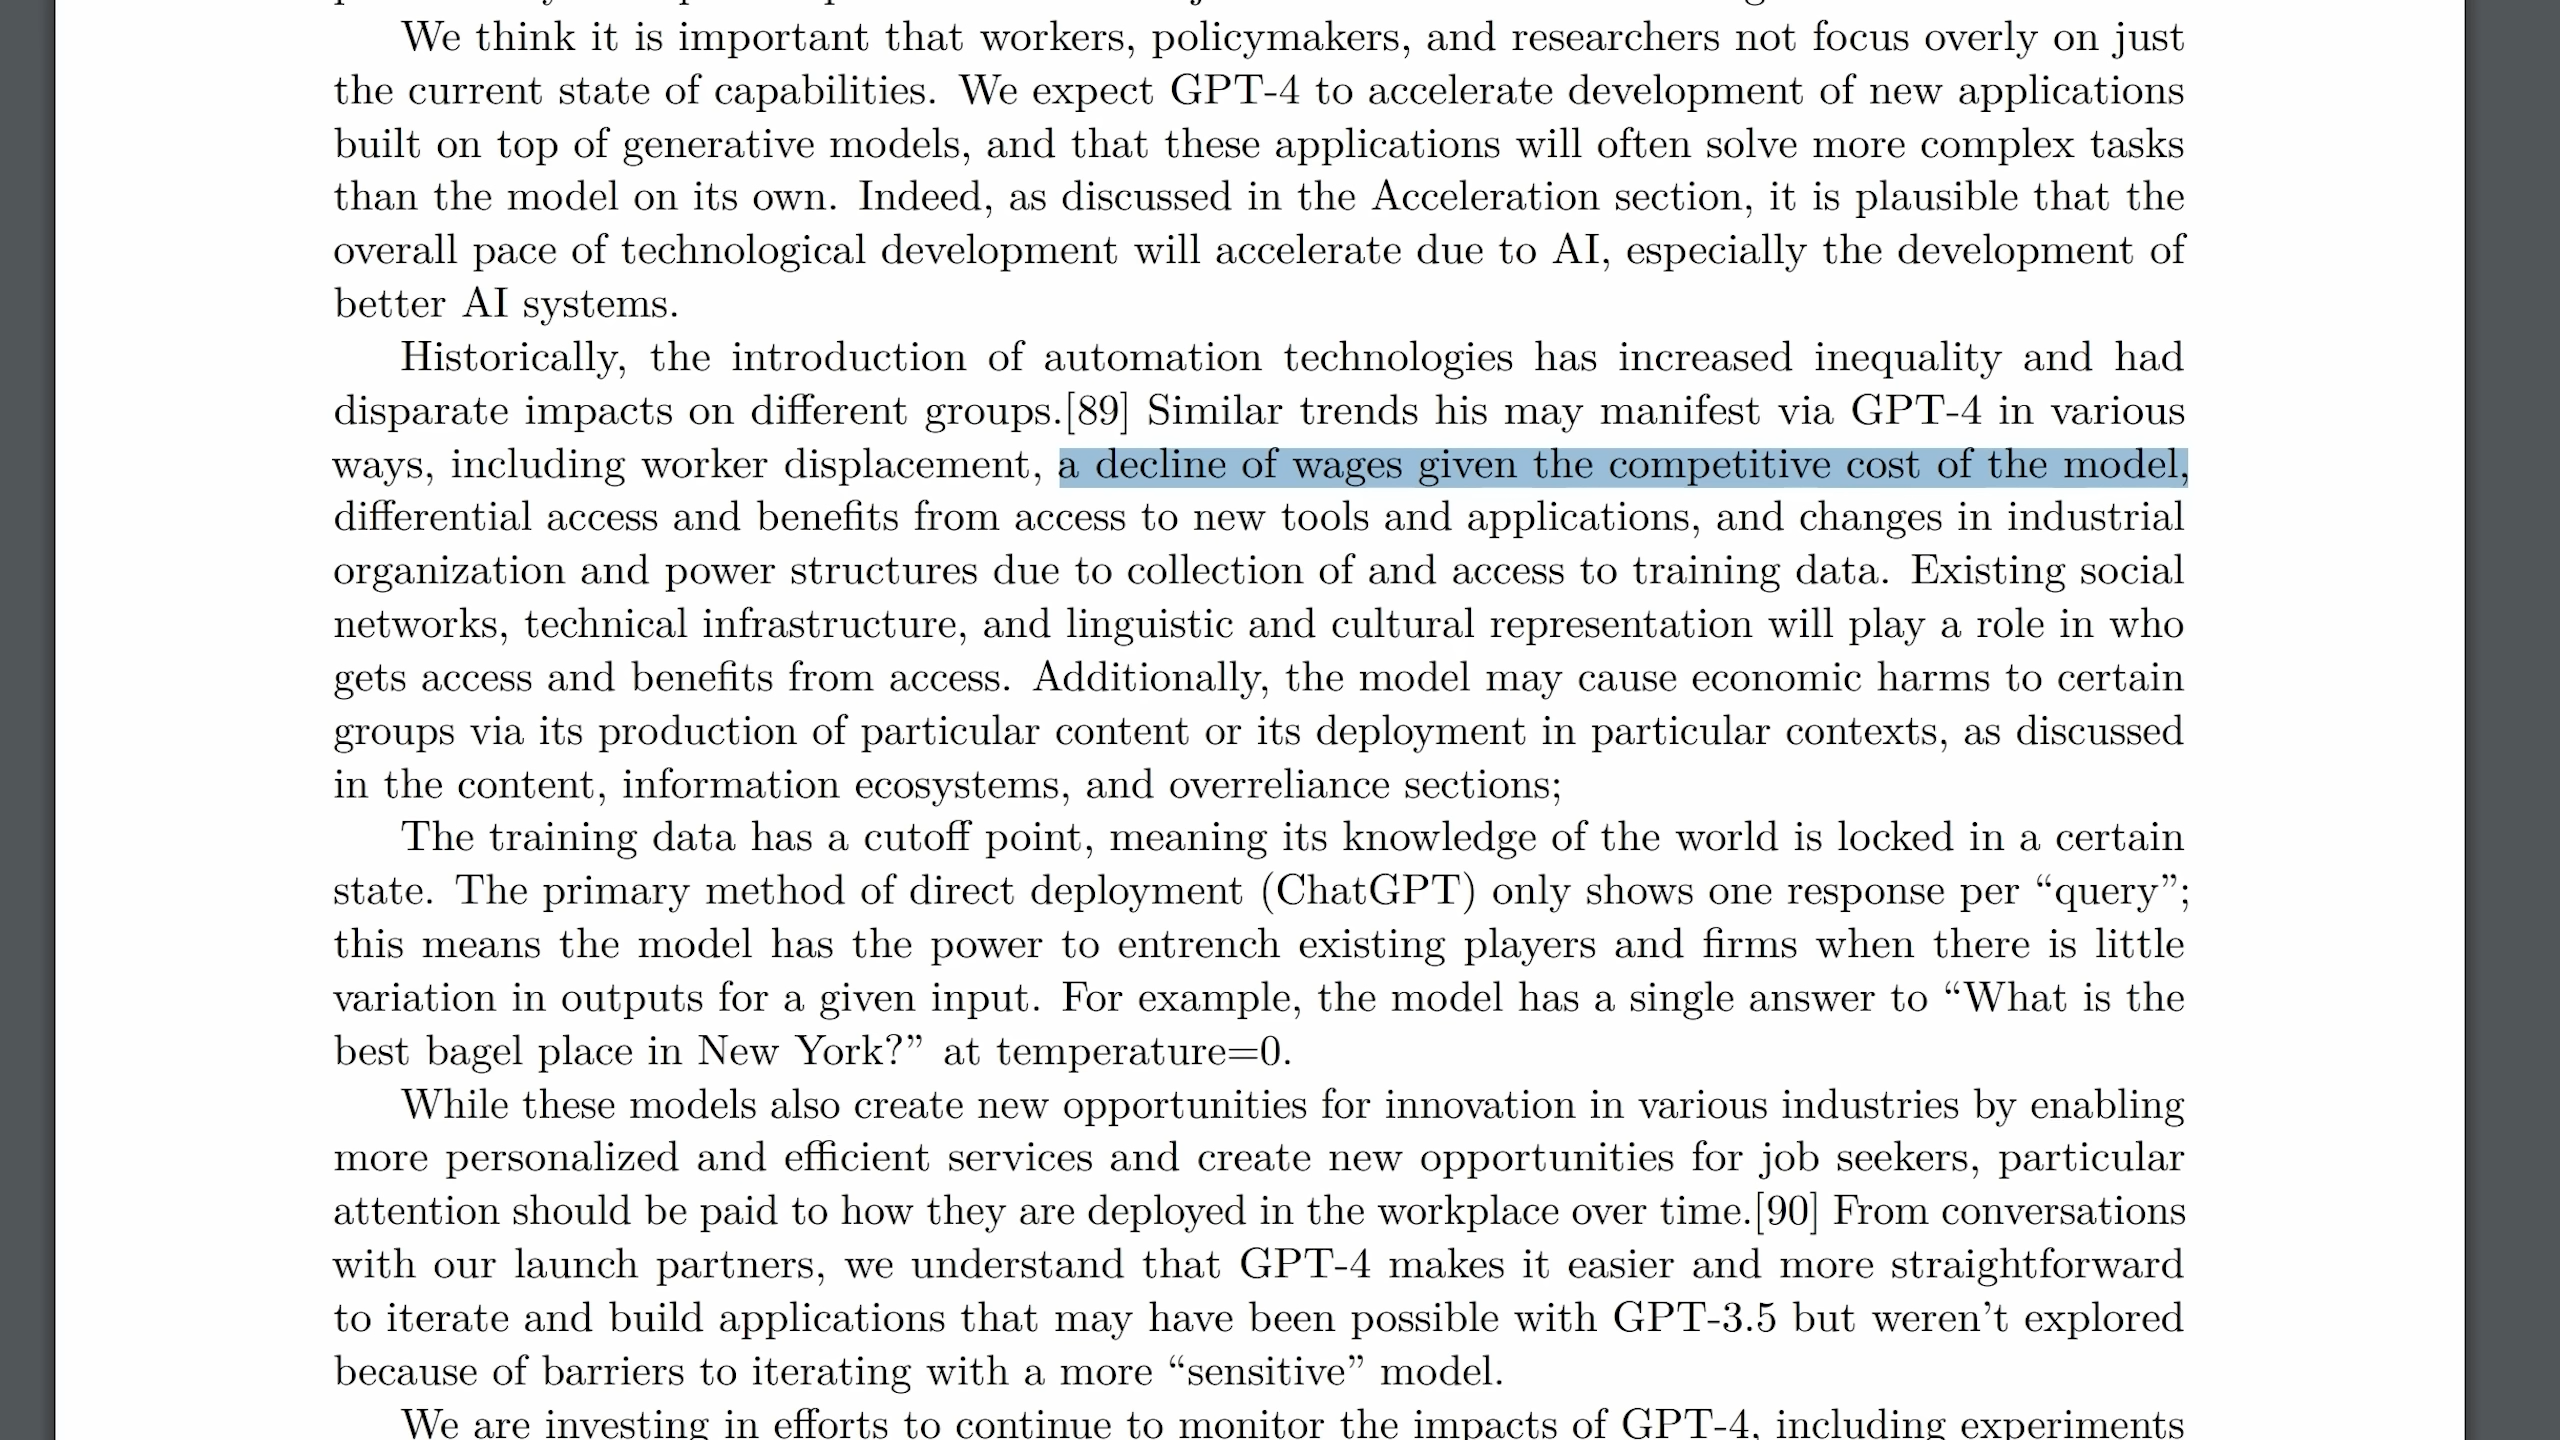 We think it is important that workers, policymakers, and researchers not focus overly on just
the current state of capabilities. We expect GPT-4 to accelerate development of new applications
built on top of generative models, and that these applications will often solve more complex tasks
than the model on its own. Indeed, as discussed in the Acceleration section, it is plausible that the
overall pace of technological development will accelerate due to AI, especially the development of
better AI systems.
Historically, the introduction of automation technologies has increased inequality and had
disparate impacts on different groups.[89] Similar trends his may manifest via GPT-4 in various
ways, including worker displacement, a decline of wages given the competitive cost of the model,
differential access and benefits from access to new tools and applications, and changes in industrial
organization and power structures due to collection of and access to training data. Existing social
networks, technical infrastructure, and linguistic and cultural representation will play a role in who
gets access and benefits from access. Additionally, the model may cause economic harms to certain
groups via its production of particular content or its deployment in particular contexts, as discussed
in the content, information ecosystems, and overreliance sections;
The training data has a cutoff point, meaning its knowledge of the world is locked in a certain
state. The primary method of direct deployment (ChatGPT) only shows one response per “query”;
this means the model has the power to entrench existing players and firms when there is little
variation in outputs for a given input. For example, the model has a single answer to “What is the
best bagel place in New York?” at temperature=0.
While these models also create new opportunities for innovation in various industries by enabling
more personalized and efficient services and create new opportunities for job seekers, particular
attention should be paid to how they are deployed in the workplace over time.[90] From conversations
with our launch partners, we understand that GPT-4 makes it easier and more straightforward
to iterate and build applications that may have been possible with GPT-3.5 but weren’t explored
because of barriers to iterating with a more “sensitive” model.
We are investing in efforts to continue to monitor the impacts of GPT-4, including experiments